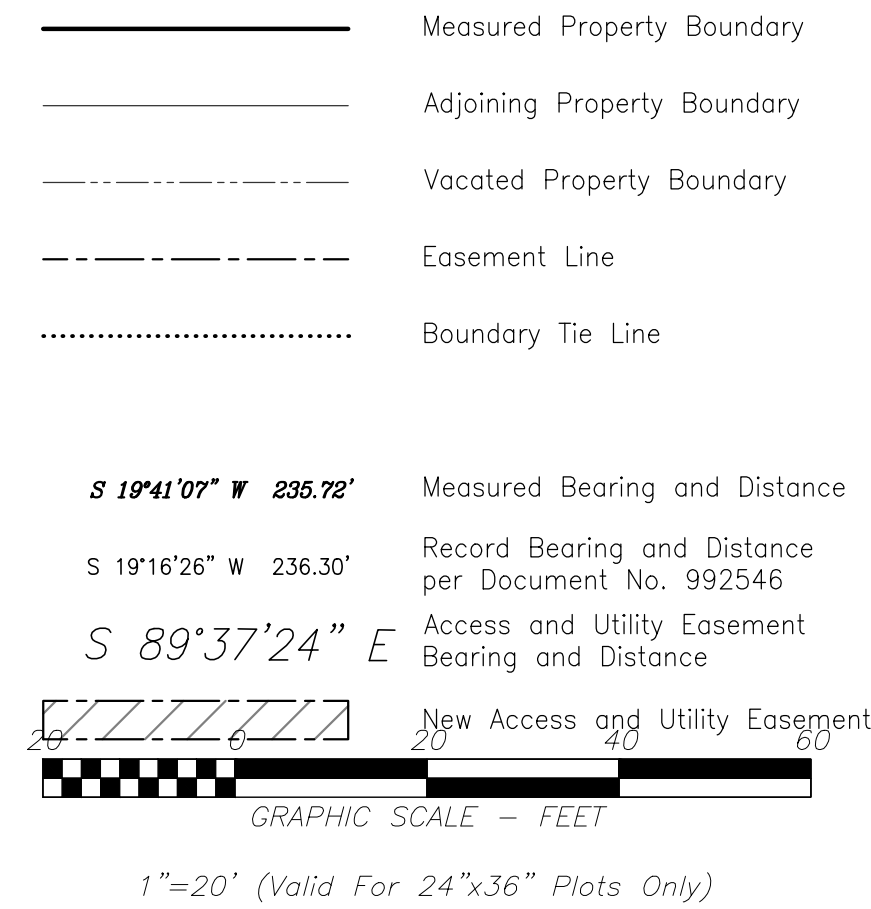 Measured Property Boundary
Adjoining Property Boundary
Vacated Property Boundary
Easement Line
Boundary Tie Line
S 19°41'07" W 235.72' Measured Bearing and Distance
S 19°16'26" W 236.30' Record Bearing and Distance
per Document No. 992546
S 89°37'24" E Access and Utility Easement
Bearing and Distance
New Access and Utility Easement
20 0 20 40 60
GRAPHIC SCALE – FEET
1"=20' (Valid For 24"x36" Plots Only)